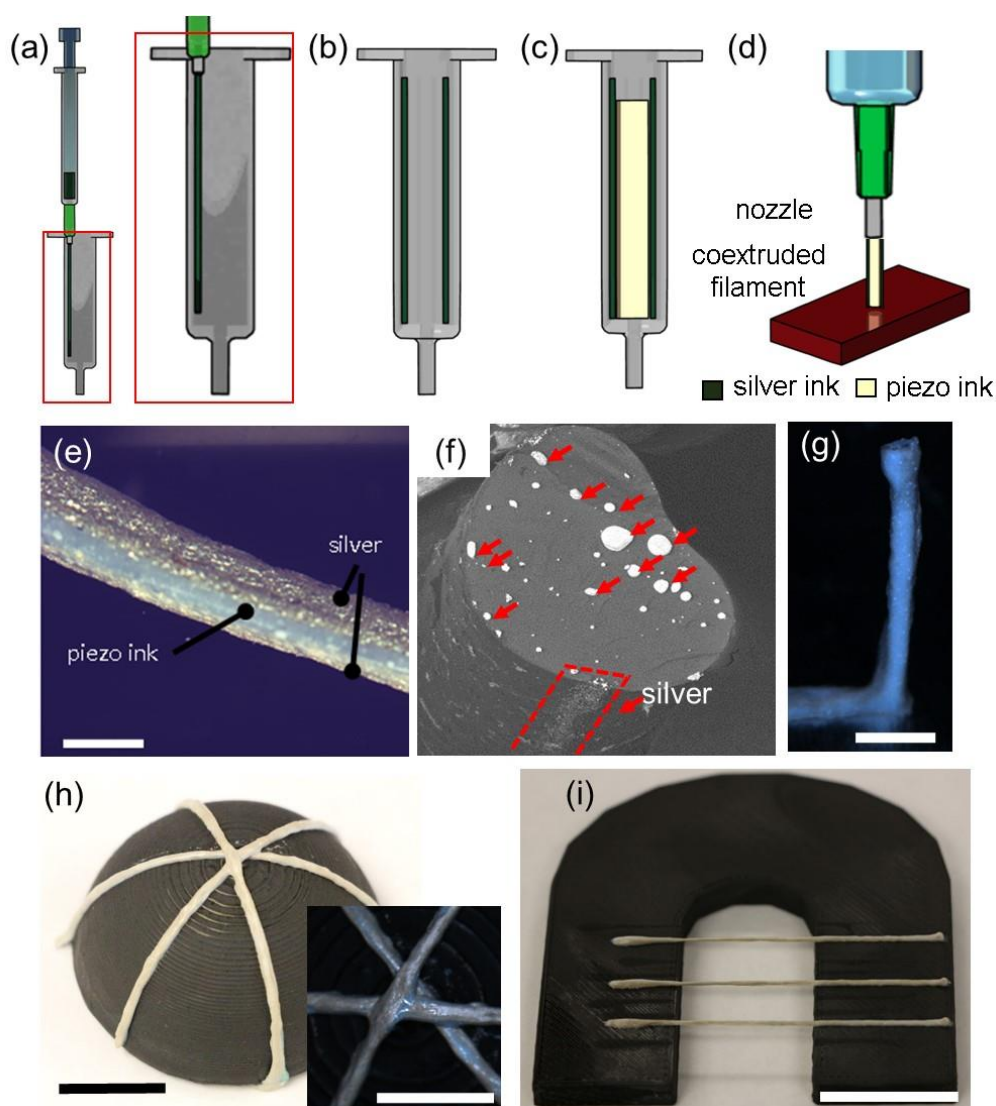 (a)
(b)
(c)
(d)
nozzle
coextruded
filament
silver ink
piezo ink
(e)
silver
piezo ink
(f)
silver
(g)
(h)
(i)